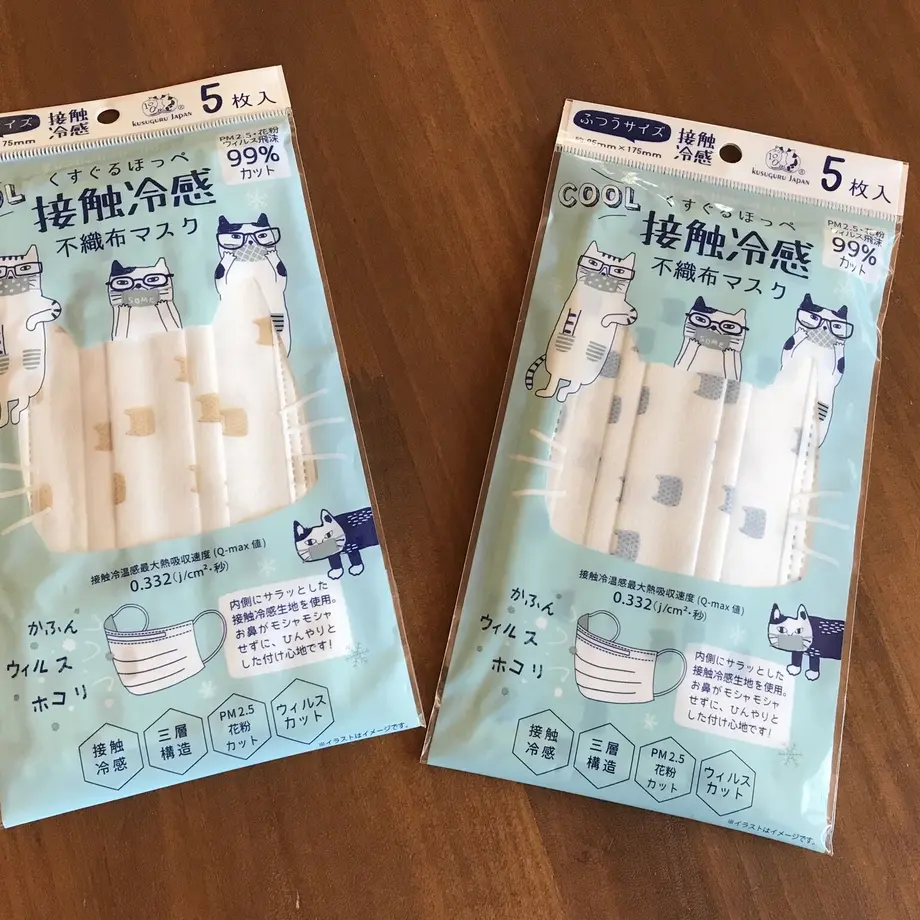 イズ
接触
冷感
KUSUGURU JAPAN
5枚入
75mm
PM2.5・花粉
ウィルス飛沫
99%
カット
OL
くすぐるほっぺ
接触冷感
不織布マスク
SOME
接触冷温感最大熱吸収速度(Q-max値)
0.332(j/cm²・秒)
かふん
ウィルス
ホコリ
内側にサラッとした
接触冷感生地を使用。
お鼻がモシャモシャ
せずに、ひんやりと
した付け心地です!
接触
冷感
三層
構造
PM2.5
花粉
カット
ウィルス
カット
※イラストはイメージです。
ふつうサイズ
接触
冷感
KUSUGURU JAPAN
5枚入
95mm×175mm
PM2.5・花粉
ウィルス飛沫
99%
カット
COOL
くすぐるほっぺ
接触冷感
不織布マスク
SOME
接触冷温感最大熱吸収速度(Q-max値)
0.332(j/cm²・秒)
かふん
ウィルス
ホコリ
内側にサラッとした
接触冷感生地を使用。
お鼻がモシャモシャ
せずに、ひんやりと
した付け心地です!
接触
冷感
三層
構造
PM2.5
花粉
カット
ウィルス
カット
※イラストはイメージです。